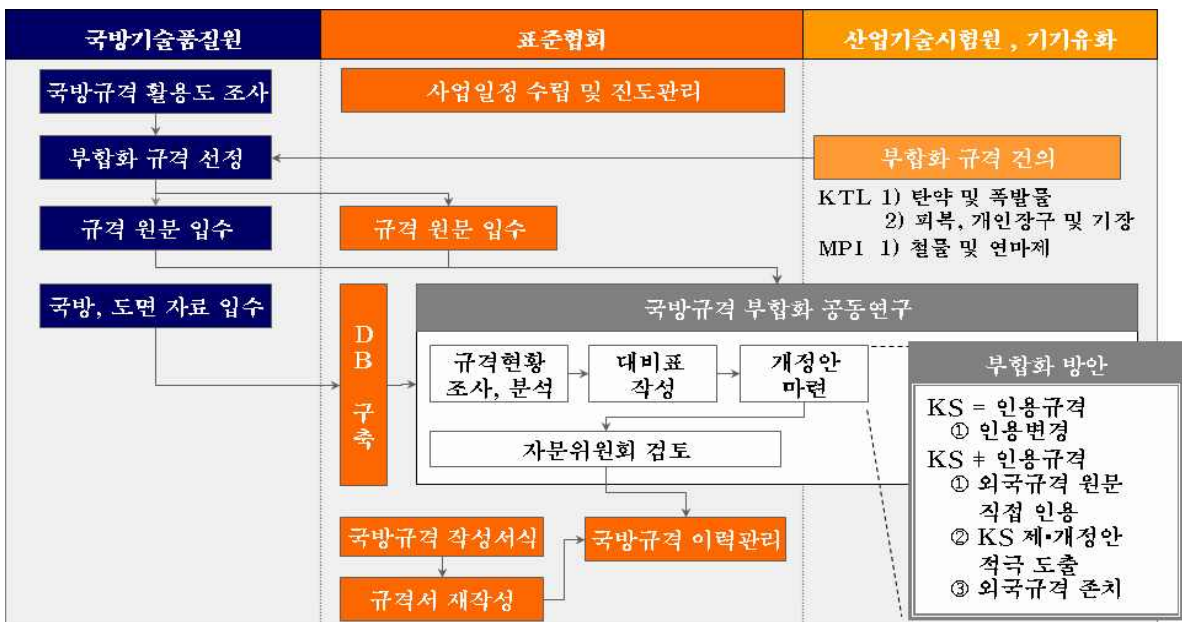 국방기술품질원
표준협회
산업기술시험원 , 기기유화
국방규격 활용도 조사
사업일정 수립 및 진도관리
부합화 규격 선정
부합화 규격 건의
KTL 1) 탄약 및 폭발물
2) 피복, 개인장구 및 기장
MPI 1) 철물 및 연마제
규격 원문 입수
규격 원문 입수
국방, 도면 자료 입수
DB 구축
국방규격 부합화 공동연구
규격현황
조사, 분석
대비표
작성
개정안
마련
자문위원회 검토
부합화 방안
KS = 인용규격
① 인용변경
KS ≠ 인용규격
① 외국규격 원문
직접 인용
② KS 제•개정안
적극 도출
③ 외국규격 존치
국방규격 작성서식
국방규격 이력관리
규격서 재작성